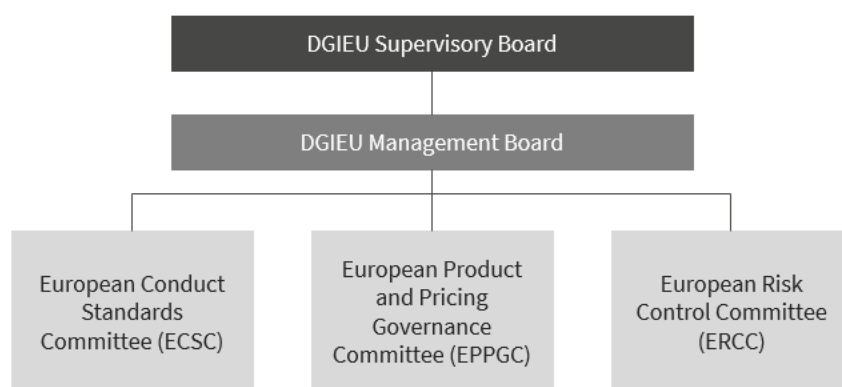 DGIEU Supervisory Board
DGIEU Management Board
European Conduct
Standards
Committee (ECSC)
European Product
and Pricing
Governance
Committee (EPPGC)
European Risk
Control Committee
(ERCC)